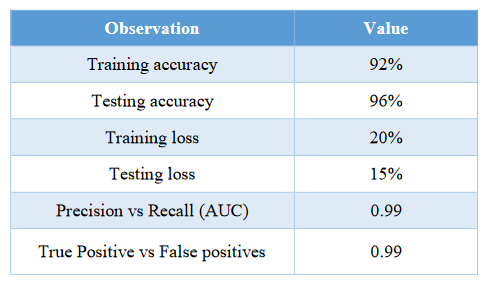 Observation Value
Training accuracy 92%
Testing accuracy 96%
Training loss 20%
Testing loss 15%
Precision vs Recall (AUC) 0.99
True Positive vs False positives 0.99